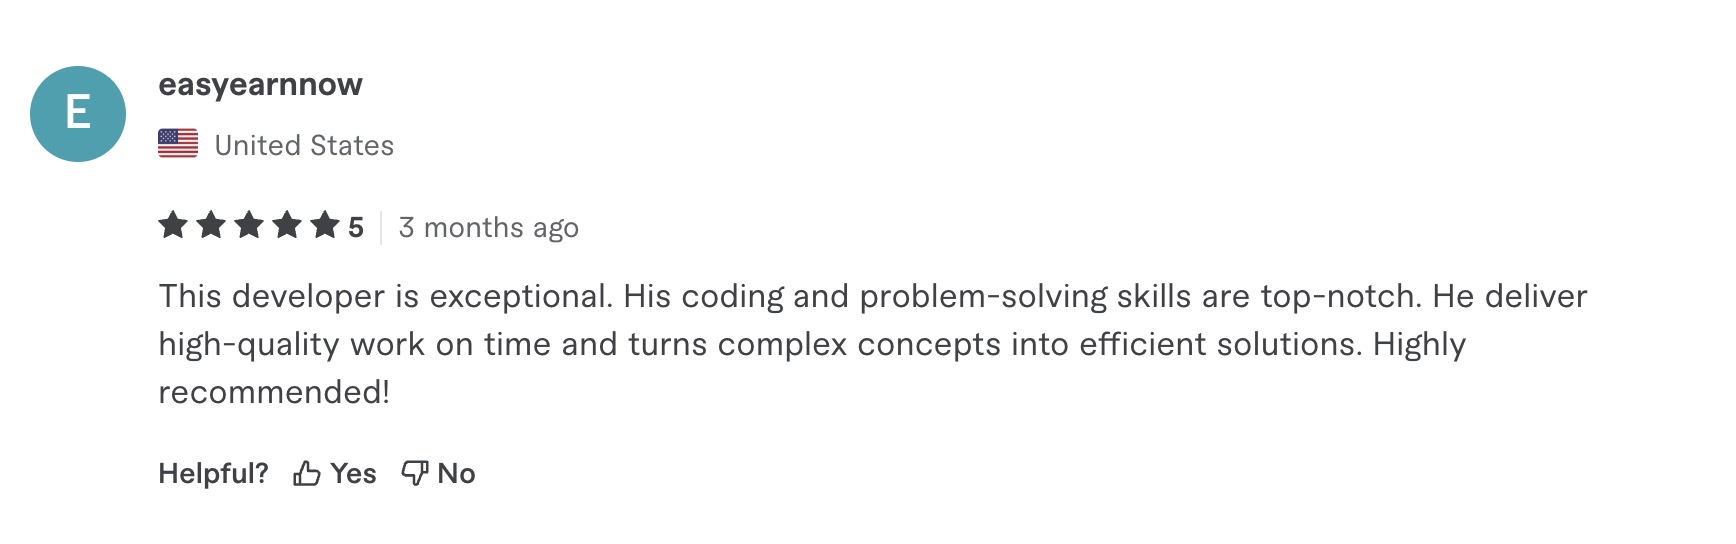 E
easyearnnow
United States
5 3 months ago
This developer is exceptional. His coding and problem-solving skills are top-notch. He deliver
high-quality work on time and turns complex concepts into efficient solutions. Highly
recommended!
Helpful? Yes No